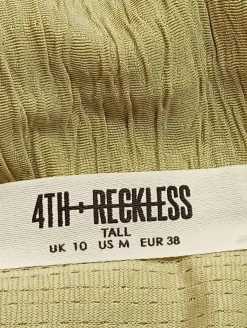 4TH+RECKLESS
TALL
UK 10 US M EUR 38